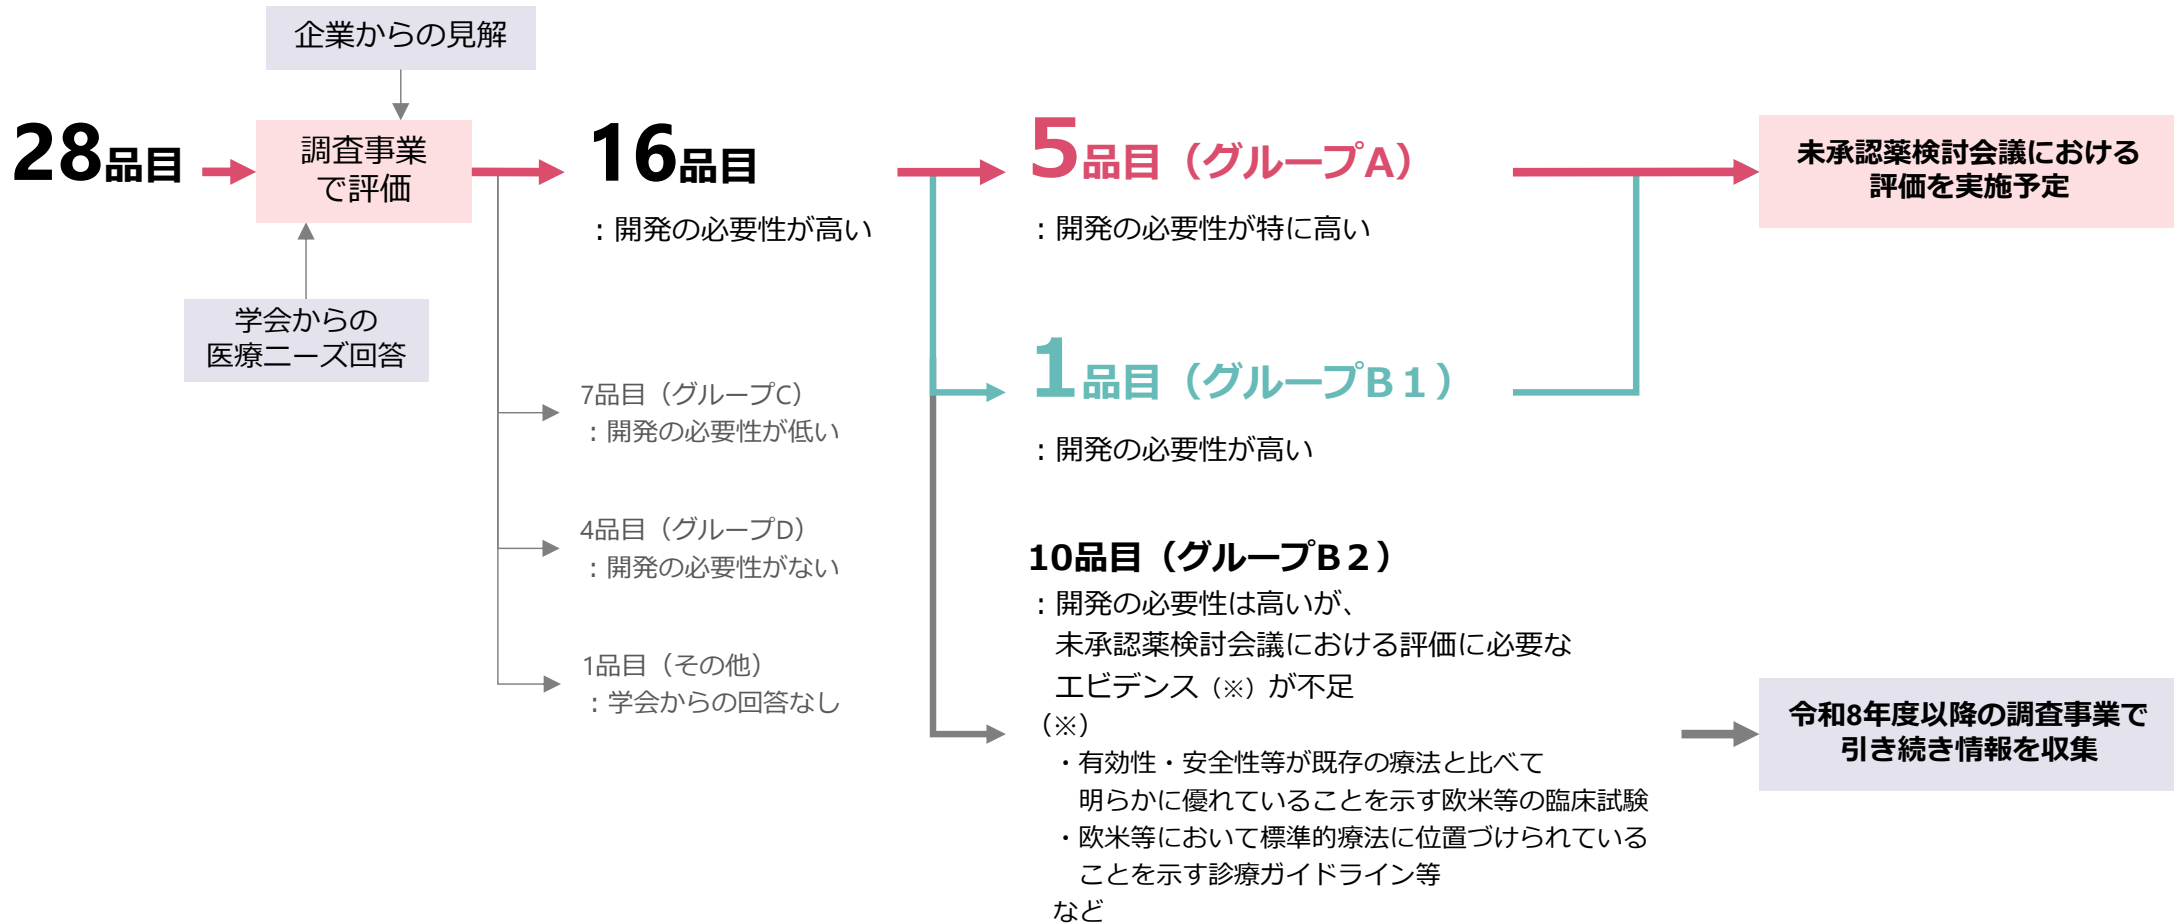 企業からの見解
28品目
調査事業
で評価
学会からの
医療ニーズ回答
16品目
：開発の必要性が高い
7品目（グループC）
：開発の必要性が低い
4品目（グループD）
：開発の必要性がない
1品目（その他）
：学会からの回答なし
5品目（グループA）
：開発の必要性が特に高い
1品目（グループB１）
：開発の必要性が高い
10品目（グループB２）
：開発の必要性は高いが、
未承認薬検討会議における評価に必要な
エビデンス（※）が不足
（※）
・有効性・安全性等が既存の療法と比べて
明らかに優れていることを示す欧米等の臨床試験
・欧米等において標準的療法に位置づけられている
ことを示す診療ガイドライン等
など
未承認薬検討会議における
評価を実施予定
令和8年度以降の調査事業で
引き続き情報を収集